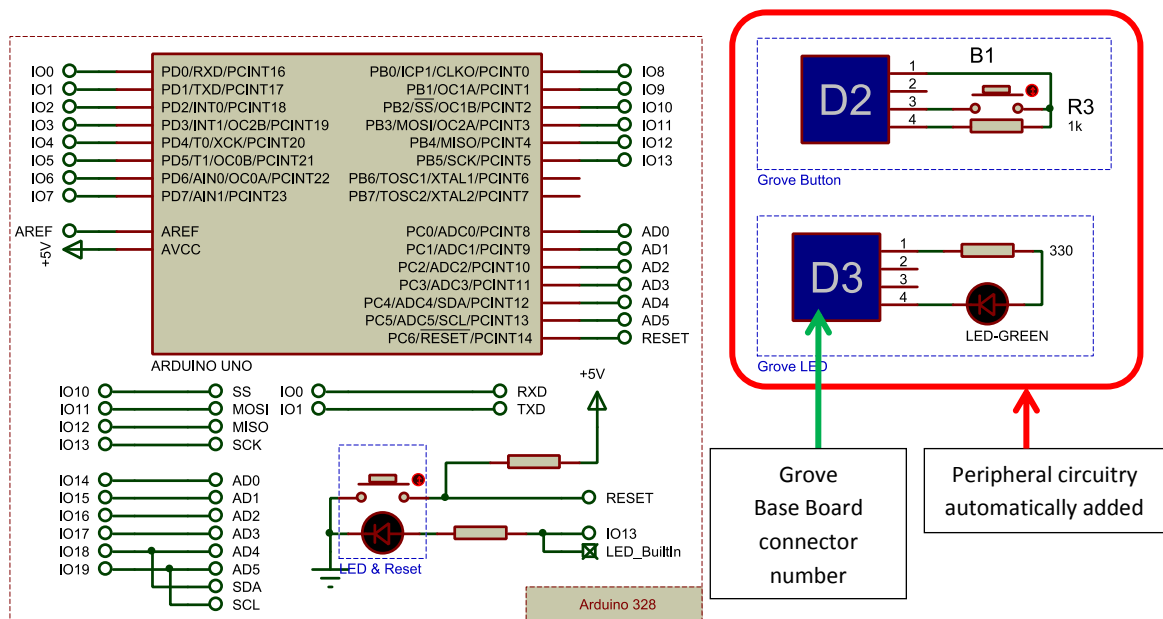 IO0
IO1
IO2
IO3
IO4
IO5
IO6
IO7
AREF
+5V
PD0/RXD/PCINT16
PD1/TXD/PCINT17
PD2/INT0/PCINT18
PD3/INT1/OC2B/PCINT19
PD4/T0/XCK/PCINT20
PD5/T1/OC0B/PCINT21
PD6/AIN0/OC0A/PCINT22
PD7/AIN1/PCINT23
AREF
AVCC
PB0/ICP1/CLKO/PCINT0
PB1/OC1A/PCINT1
PB2/SS/OC1B/PCINT2
PB3/MOSI/OC2A/PCINT3
PB4/MISO/PCINT4
PB5/SCK/PCINT5
PB6/TOSC1/XTAL1/PCINT6
PB7/TOSC2/XTAL2/PCINT7
PC0/ADC0/PCINT8
PC1/ADC1/PCINT9
PC2/ADC2/PCINT10
PC3/ADC3/PCINT11
PC4/ADC4/SDA/PCINT12
PC5/ADC5/SCL/PCINT13
PC6/RESET/PCINT14
IO8
IO9
IO10
IO11
IO12
IO13
AD0
AD1
AD2
AD3
AD4
AD5
RESET
ARDUINO UNO
IO10 SS
IO11 MOSI
IO12 MISO
IO13 SCK
IO0 RXD
IO1 TXD
+5V
IO14 AD0
IO15 AD1
IO16 AD2
IO17 AD3
IO18 AD4
IO19 AD5
SDA
SCL
RESET
IO13
LED_BuiltIn
LED & Reset
Arduino 328
D2
1
2
3
4
B1
R3
1k
Grove Button
D3
1
2
3
4
330
LED-GREEN
Grove LED
Grove
Base Board
connector
number
Peripheral circuitry
automatically added